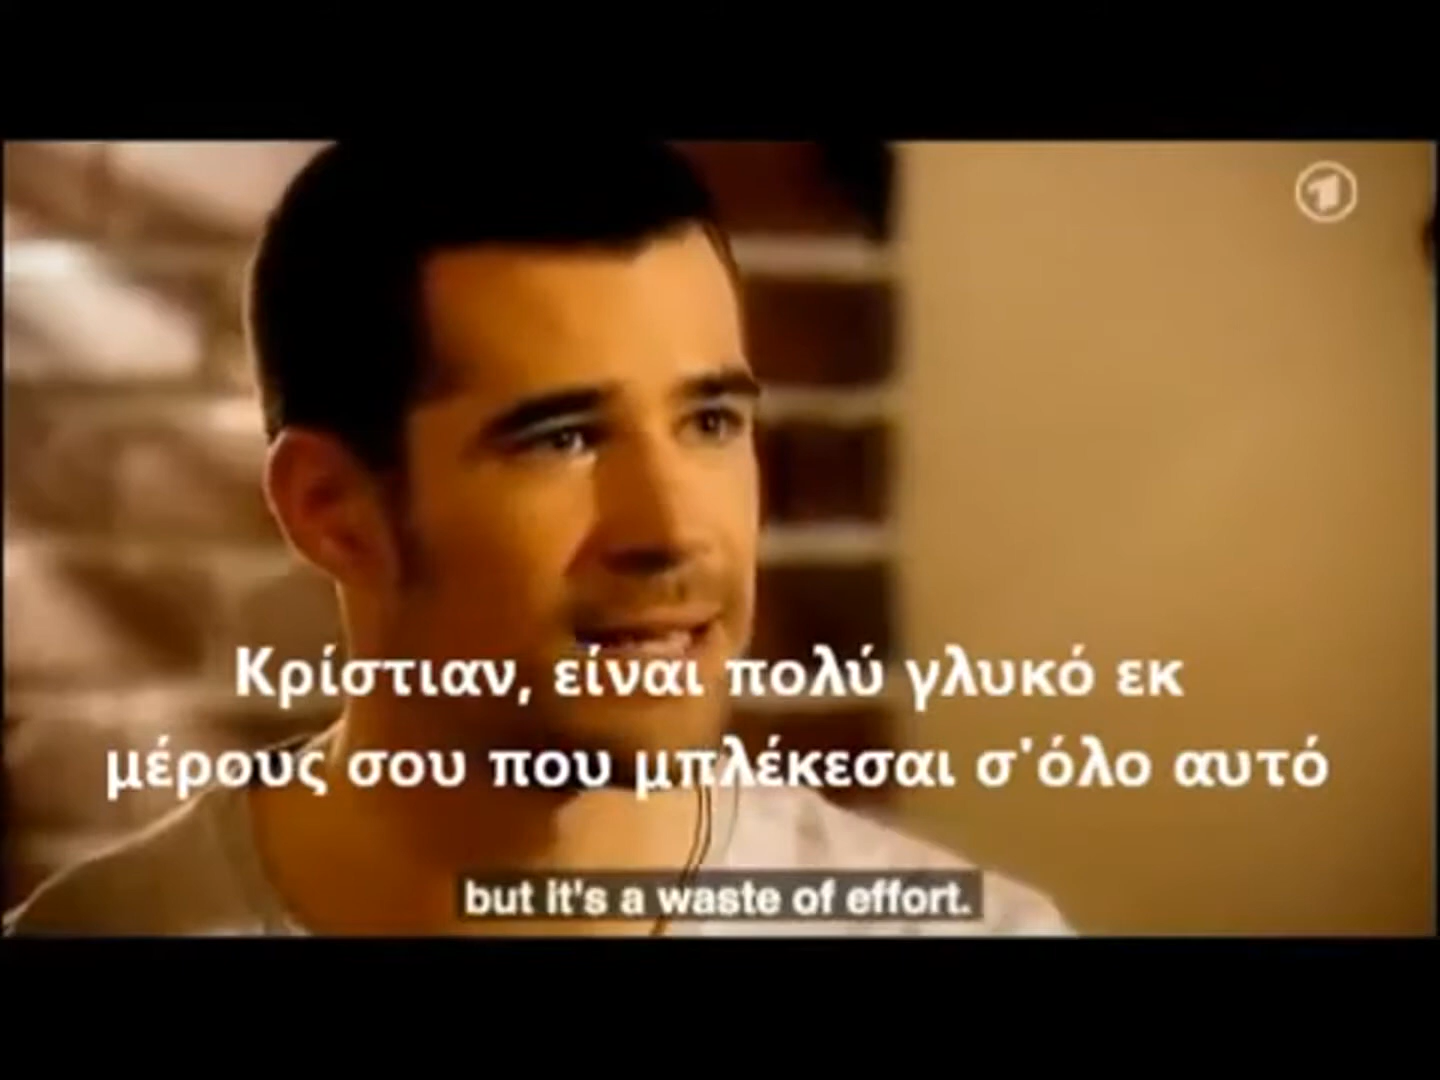 Κρίστιαν, είναι πολύ γλυκό εκ
μέρους σου που μπλέκεσαι σ'όλο αυτό
but it's a waste of effort.